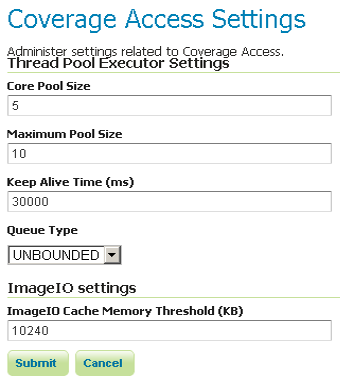 Coverage Access Settings
Administer settings related to Coverage Access.
Thread Pool Executor Settings
Core Pool Size
5
Maximum Pool Size
10
Keep Alive Time (ms)
30000
Queue Type
UNBOUNDED
ImageIO settings
ImageIO Cache Memory Threshold (KB)
10240
Submit Cancel